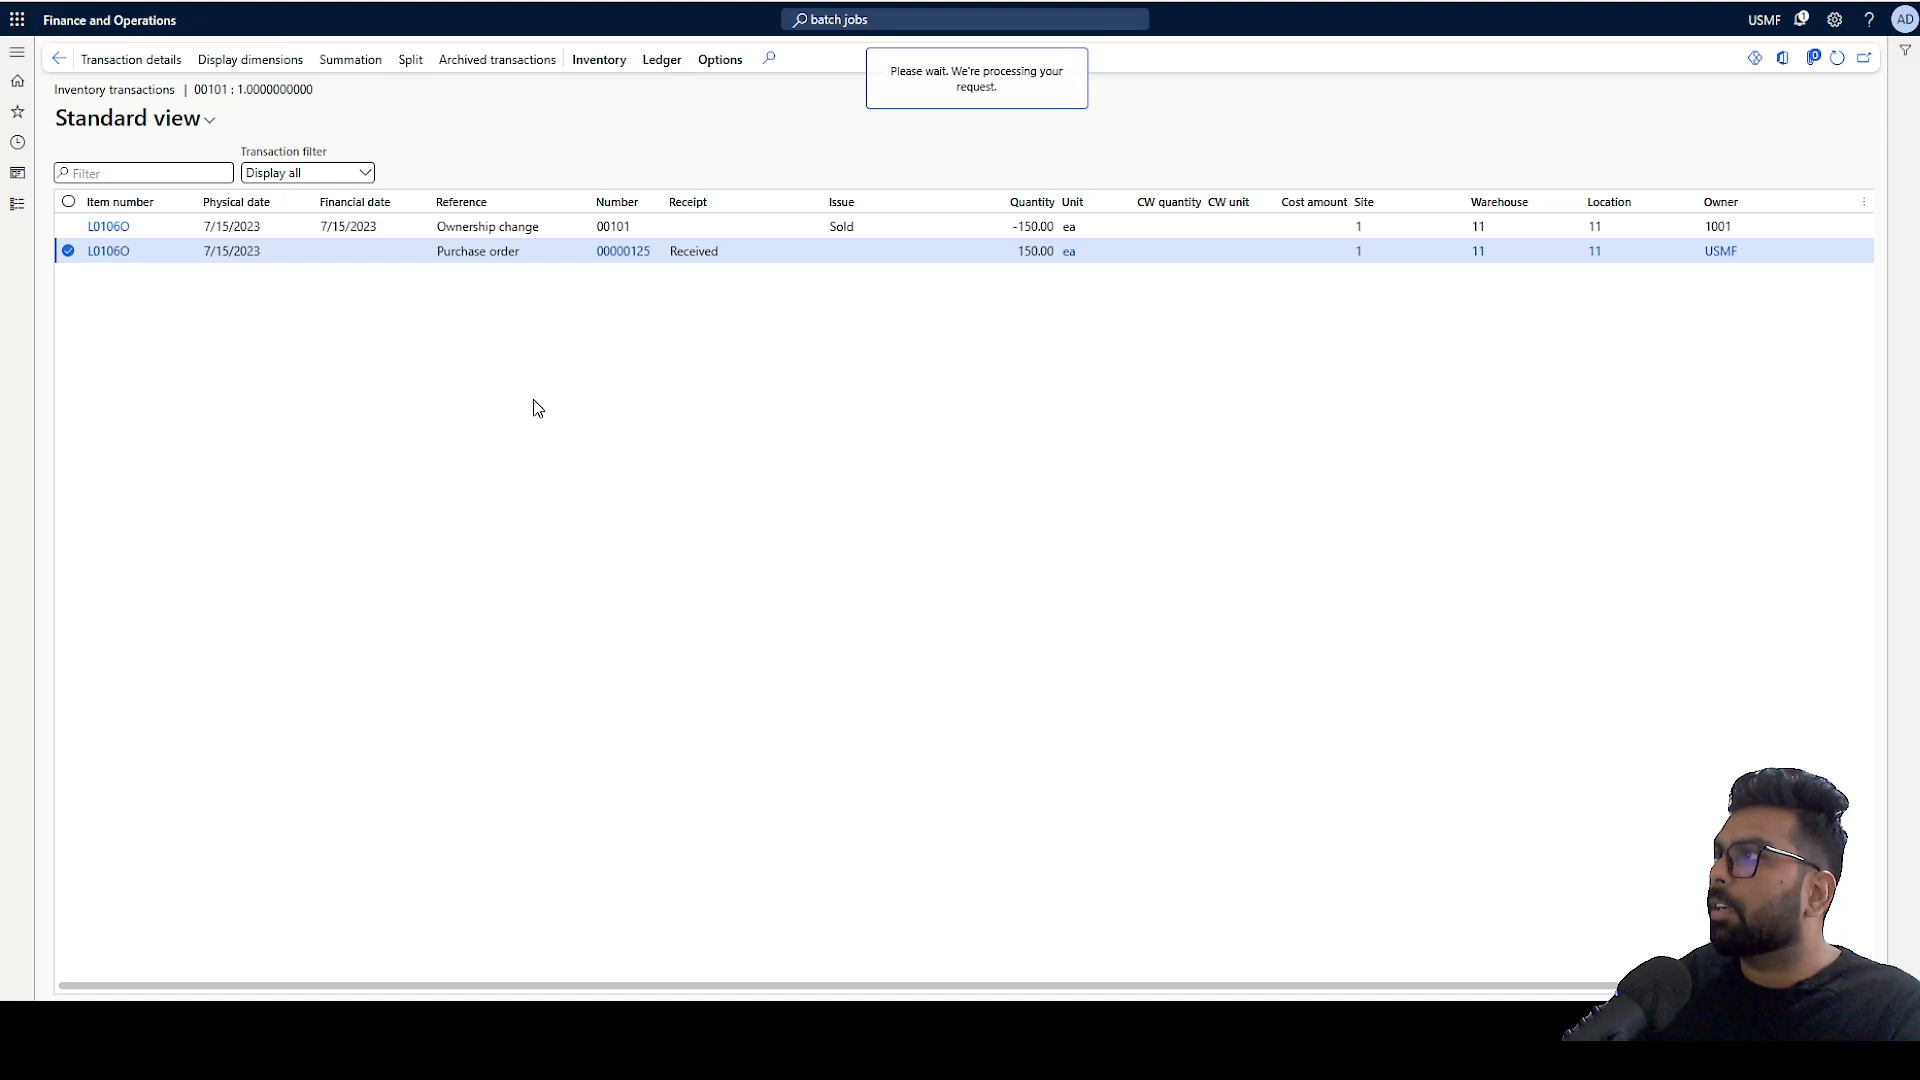 Finance and Operations batch jobs USMF 1 ? AD
Transaction details Display dimensions Summation Split Archived transactions Inventory Ledger Options 0
Please wait. We're processing your
request.
Inventory transactions | 00101 : 1.0000000000
Standard view
Transaction filter
Filter Display all
Item number Physical date Financial date Reference Number Receipt Issue Quantity Unit CW quantity CW unit Cost amount Site Warehouse Location Owner
L0106O 7/15/2023 7/15/2023 Ownership change 00101 Sold -150.00 ea 1 11 11 1001
L0106O 7/15/2023 Purchase order 00000125 Received 150.00 ea 1 11 11 USMF